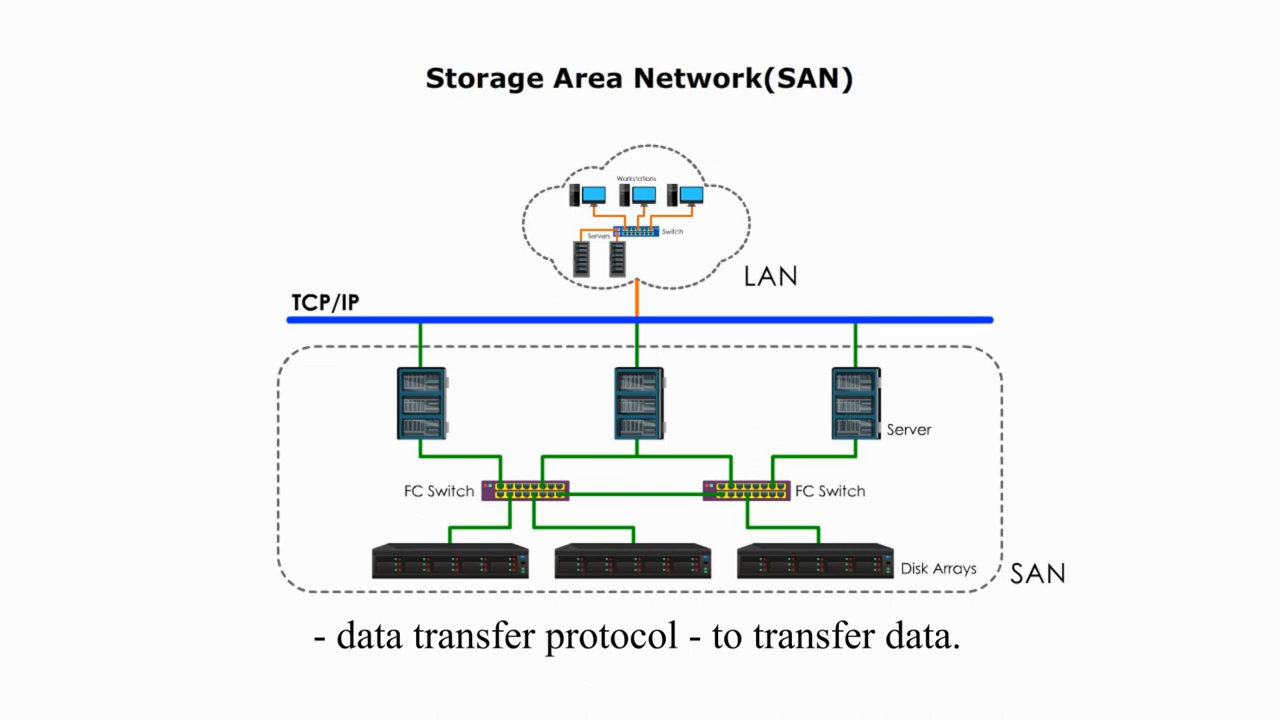 Storage Area Network(SAN)
Workstations
Switch
Servers
LAN
TCP/IP
Server
FC Switch
FC Switch
Disk Arrays
SAN
- data transfer protocol - to transfer data.